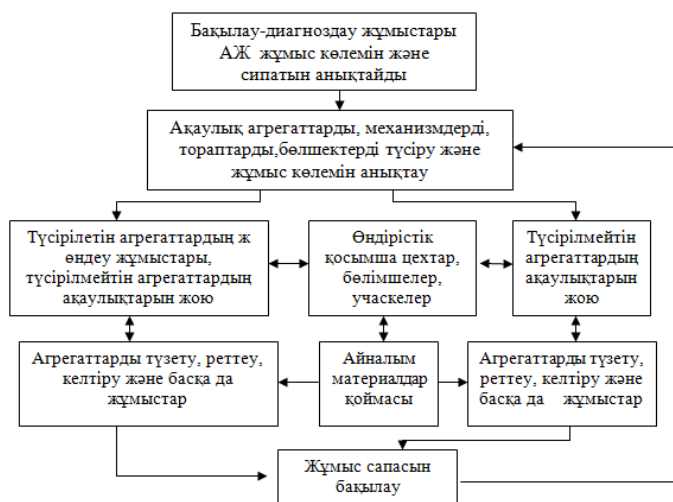 Бақылау-диагноздау жұмыстары
АЖ жұмыс көлемін және
сипатын анықтайды
Ақаулық агрегаттарды, механизмдерді,
тораптарды,бөлшектерді түсіру және
жұмыс көлемін анықтау
Түсірілетін агрегаттардың ж
өндеу жұмыстары,
түсірілмейтін агрегаттардың
ақаулықтарын жою
Өндірістік
қосымша цехтар,
бөлімшелер,
учаскелер
Түсірілмейтін
агрегаттардың
ақаулықтарын
жою
Агрегаттарды түзету, реттеу,
келтіру және басқа да
жұмыстар
Айналым
материалдар
қоймасы
Агрегаттарды түзету,
реттеу, келтіру және
басқа да жұмыстар
Жұмыс сапасын
бақылау